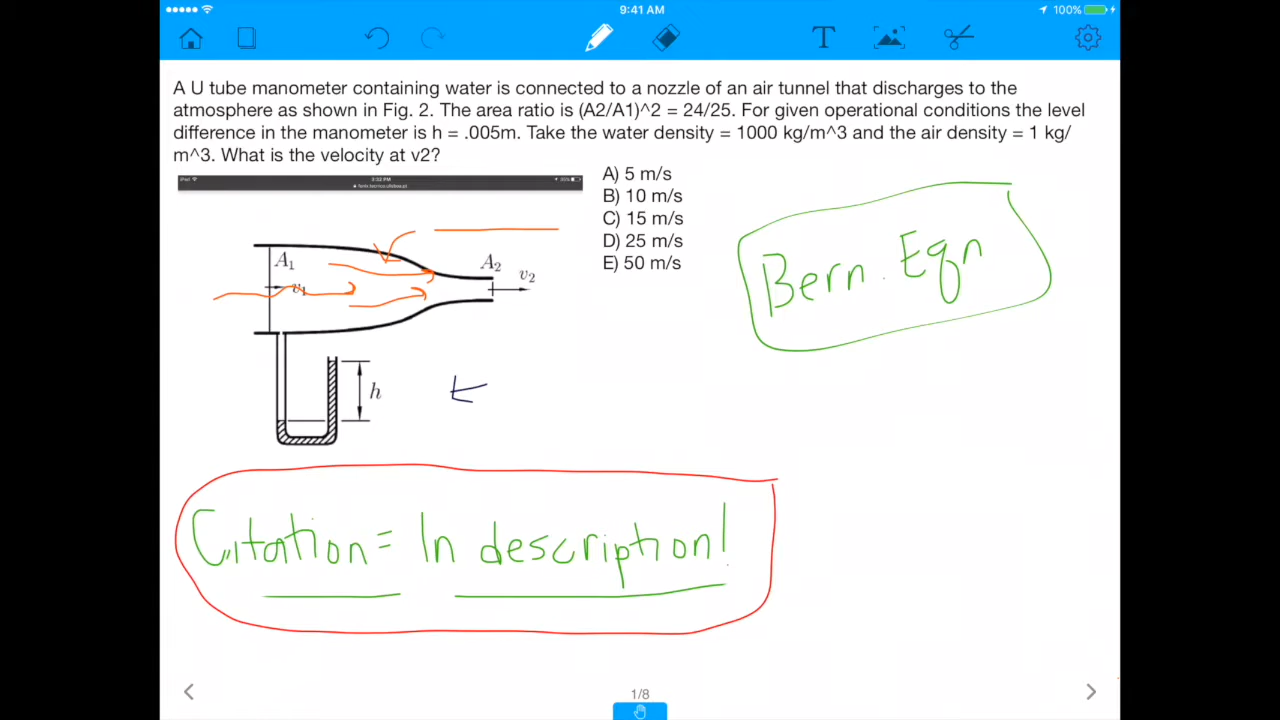 9:41 AM
100%
T
A U tube manometer containing water is connected to a nozzle of an air tunnel that discharges to the
atmosphere as shown in Fig. 2. The area ratio is (A2/A1)^2 = 24/25. For given operational conditions the level
difference in the manometer is h = .005m. Take the water density = 1000 kg/m^3 and the air density = 1 kg/
m^3. What is the velocity at v2?
A) 5 m/s
B) 10 m/s
C) 15 m/s
D) 25 m/s
E) 50 m/s
A1
v1
A2
v2
h
Bern. Eqn
Citation = In description!
1/8